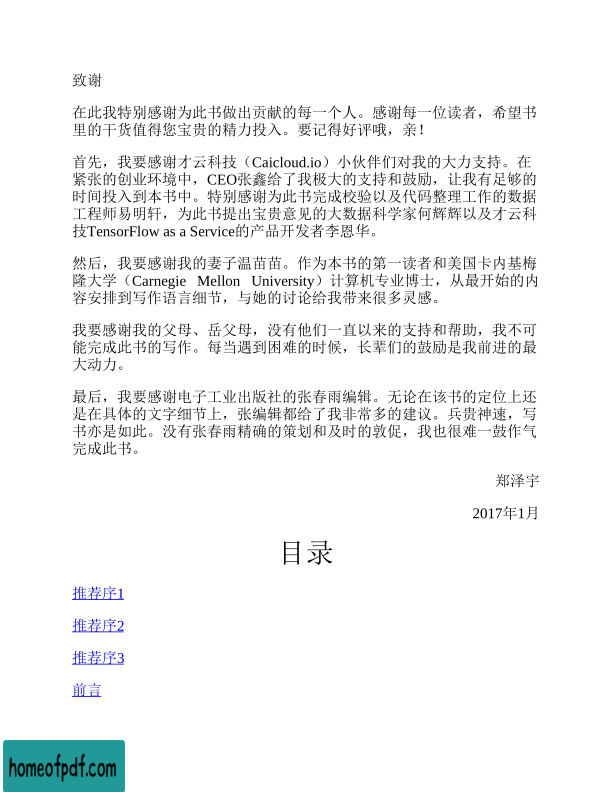 致谢
在此我特别感谢为此书做出贡献的每一个人。感谢每一位读者，希望书
里的干货值得您宝贵的精力投入。要记得好评哦，亲！
首先，我要感谢才云科技（Caicloud.io）小伙伴们对我的大力支持。在
紧张的创业环境中，CEO张鑫给了我极大的支持和鼓励，让我有足够的
时间投入到本书中。特别感谢为此书完成校验以及代码整理工作的数据
工程师易明轩，为此书提出宝贵意见的大数据科学家何辉辉以及才云科
技TensorFlow as a Service的产品开发者李恩华。
然后，我要感谢我的妻子温苗苗。作为本书的第一读者和美国卡内基梅
隆大学（Carnegie Mellon University）计算机专业博士，从最开始的内
容安排到写作语言细节，与她的讨论给我带来很多灵感。
我要感谢我的父母、岳父母，没有他们一直以来的支持和帮助，我不可
能完成此书的写作。每当遇到困难的时候，长辈们的鼓励是我前进的最
大动力。
最后，我要感谢电子工业出版社的张春雨编辑。无论在该书的定位上还
是在具体的文字细节上，张编辑都给了我非常多的建议。兵贵神速，写
书亦是如此。没有张春雨精确的策划和及时的敦促，我也很难一鼓作气
完成此书。
郑泽宇
2017年1月
目录
推荐序1
推荐序2
推荐序3
前言
homeofpdf.com